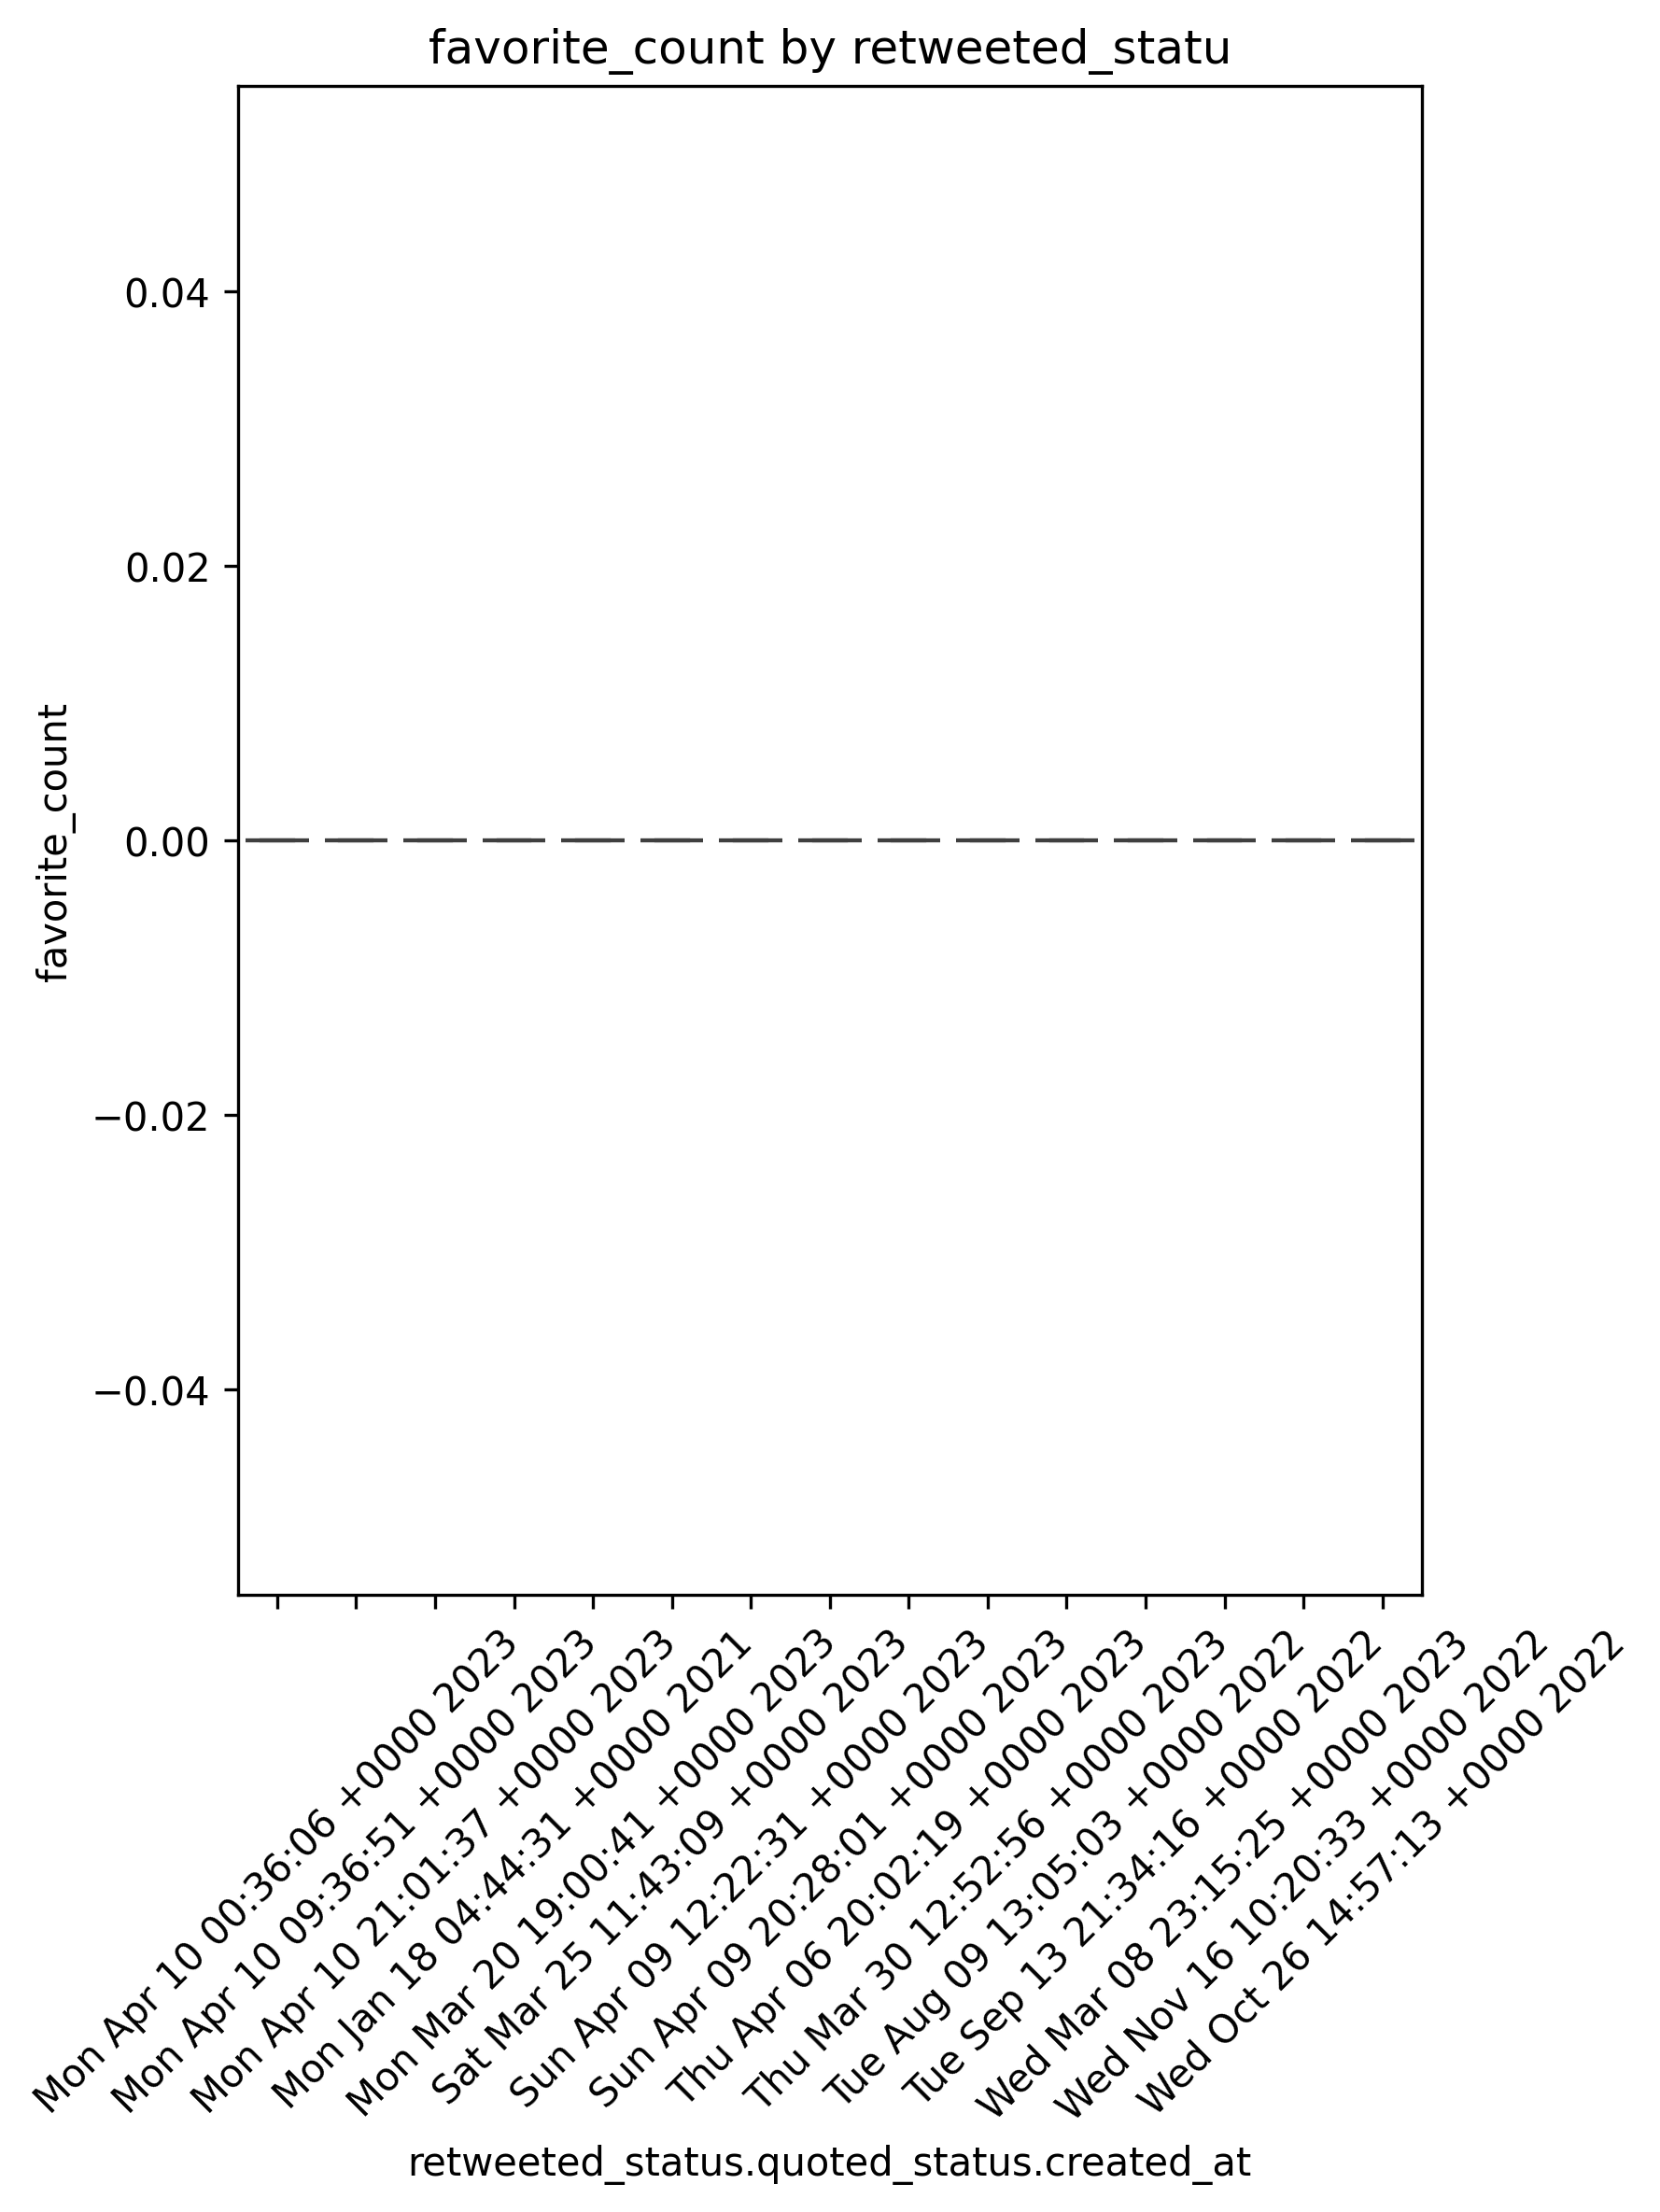 favorite_count by retweeted_statu
favorite_count
0.04
0.02
0.00
−0.02
−0.04
Mon Apr 10 00:36:06 +0000 2023
Mon Apr 10 09:36:51 +0000 2023
Mon Apr 10 21:01:37 +0000 2023
Mon Jan 18 04:44:31 +0000 2021
Mon Mar 20 19:00:41 +0000 2023
Sat Mar 25 11:43:09 +0000 2023
Sun Apr 09 12:22:31 +0000 2023
Sun Apr 09 20:28:01 +0000 2023
Thu Apr 06 20:02:19 +0000 2023
Thu Mar 30 12:52:56 +0000 2023
Tue Aug 09 13:05:03 +0000 2022
Tue Sep 13 21:34:16 +0000 2022
Wed Mar 08 23:15:25 +0000 2023
Wed Nov 16 10:20:33 +0000 2022
Wed Oct 26 14:57:13 +0000 2022
retweeted_status.quoted_status.created_at